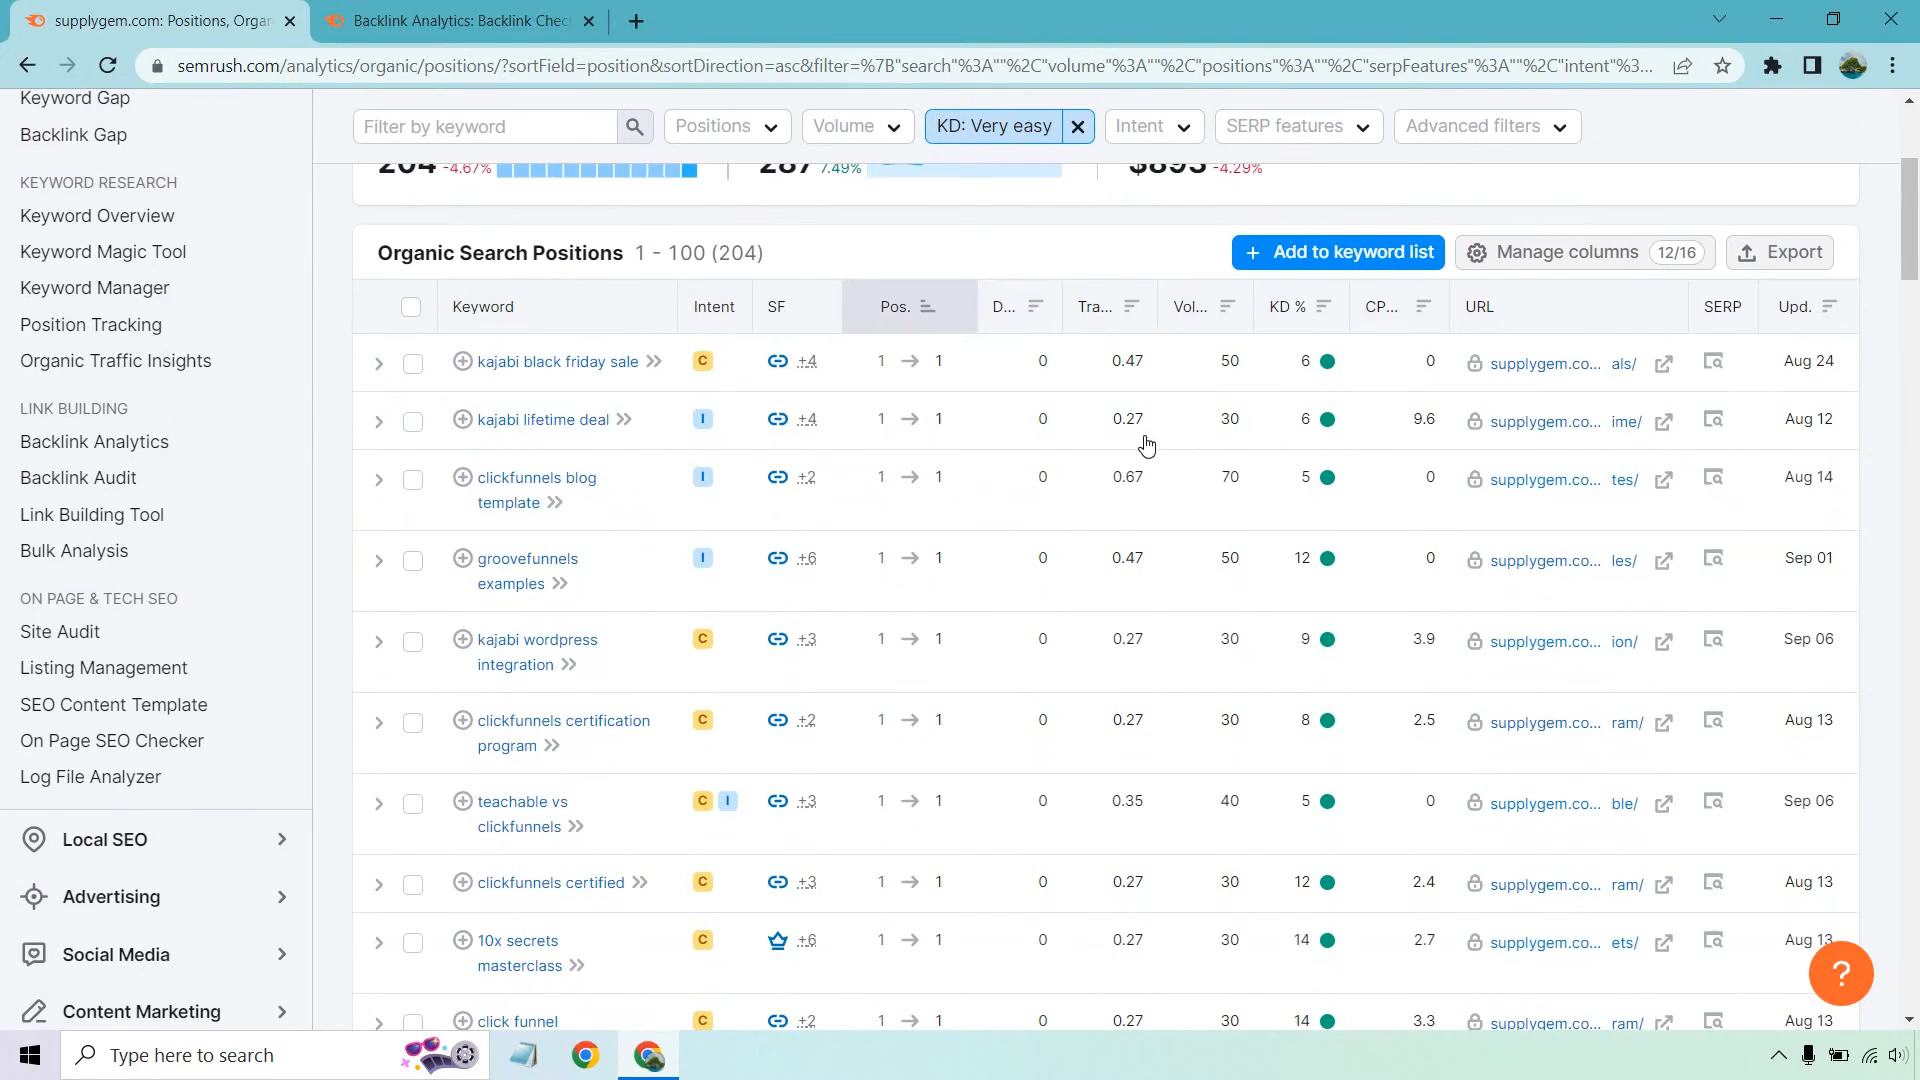 supplygem.com: Positions, Organ
Backlink Analytics: Backlink Chec
semrush.com/analytics/organic/positions/?sortField=position&sortDirection=asc&filter=%7B"search"%3A""%2C"volume"%3A""%2C"positions"%3A""%2C"serpFeatures"%3A""%2C"intent"%3...
Keyword Gap
Backlink Gap
KEYWORD RESEARCH
Keyword Overview
Keyword Magic Tool
Keyword Manager
Position Tracking
Organic Traffic Insights
LINK BUILDING
Backlink Analytics
Backlink Audit
Link Building Tool
Bulk Analysis
ON PAGE & TECH SEO
Site Audit
Listing Management
SEO Content Template
On Page SEO Checker
Log File Analyzer
Local SEO
Advertising
Social Media
Content Marketing
Filter by keyword Positions Volume KD: Very easy Intent SERP features Advanced filters
204 -4.67% 287 7.49% $893 -4.29%
Organic Search Positions 1 - 100 (204) + Add to keyword list Manage columns 12/16 Export
Keyword Intent SF Pos. D... Tra... Vol... KD % CP... URL SERP Upd.
kajabi black friday sale C +4 1 → 1 0 0.47 50 6 0 supplygem.co... als/ Aug 24
kajabi lifetime deal I +4 1 → 1 0 0.27 30 6 9.6 supplygem.co... ime/ Aug 12
clickfunnels blog I +2 1 → 1 0 0.67 70 5 0 supplygem.co... tes/ Aug 14
template
groovefunnels I +6 1 → 1 0 0.47 50 12 0 supplygem.co... les/ Sep 01
examples
kajabi wordpress C +3 1 → 1 0 0.27 30 9 3.9 supplygem.co... ion/ Sep 06
integration
clickfunnels certification C +2 1 → 1 0 0.27 30 8 2.5 supplygem.co... ram/ Aug 13
program
teachable vs C I +3 1 → 1 0 0.35 40 5 0 supplygem.co... ble/ Sep 06
clickfunnels
clickfunnels certified C +3 1 → 1 0 0.27 30 12 2.4 supplygem.co... ram/ Aug 13
10x secrets C +6 1 → 1 0 0.27 30 14 2.7 supplygem.co... ets/ Aug 13
masterclass
click funnel C +2 1 → 1 0 0.27 30 14 3.3 supplygem.co... ram/ Aug 13
?
Type here to search